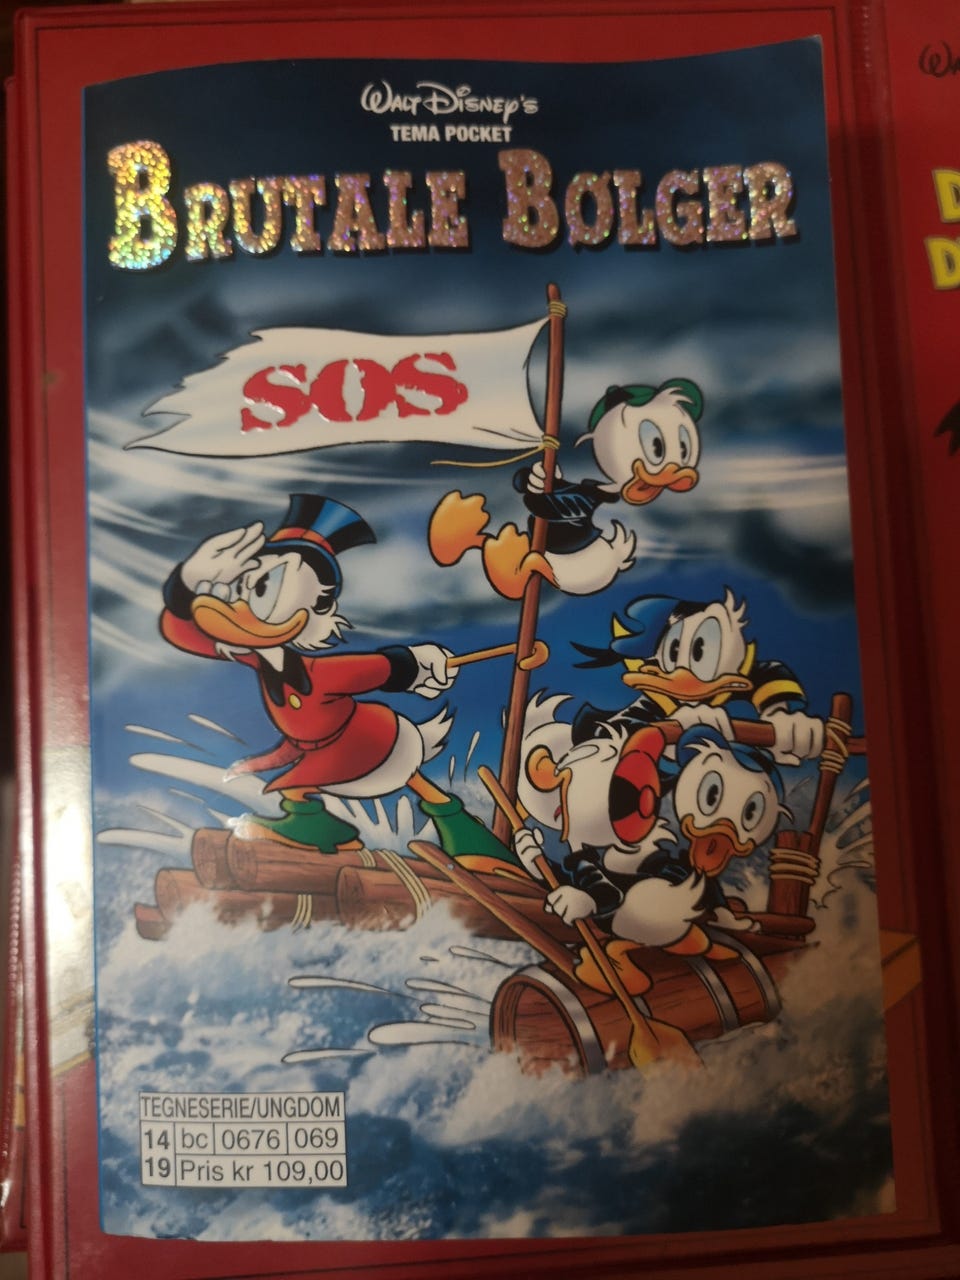 WALT DISNEY'S
TEMA POCKET
BRUTALE BØLGER
SOS
TEGNESERIE/UNGDOM
14 bc 0676 069
19 Pris kr 109,00